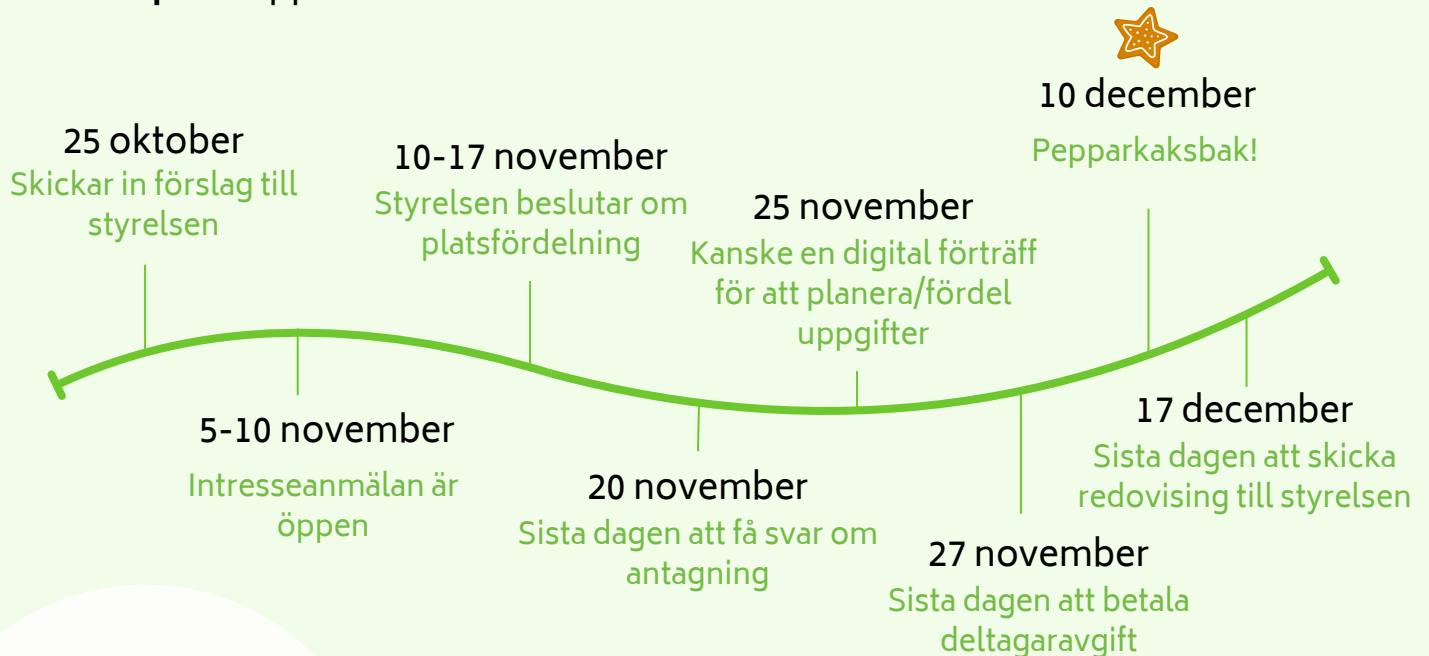 25 oktober
Skickar in förslag till
styrelsen
5-10 november
Intresseanmälan är
öppen
10-17 november
Styrelsen beslutar om
platsfördelning
20 november
Sista dagen att få svar om
antagning
25 november
Kanske en digital förträff
för att planera/fördel
uppgifter
27 november
Sista dagen att betala
deltagaravgift
10 december
Pepparkaksbak!
17 december
Sista dagen att skicka
redovising till styrelsen